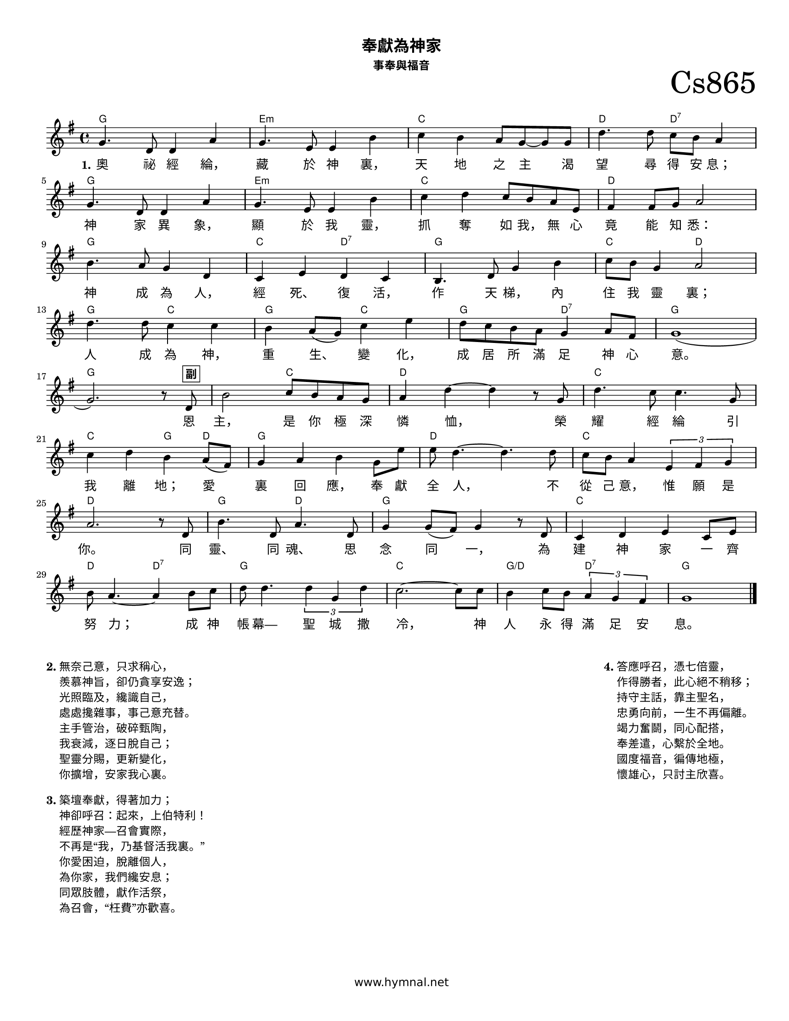 奉獻為神家
事奉與福音
Cs865
G Em C D D7
1. 奧 祕 經 綸， 藏 於 神 裏， 天 地 之 主 渴 望 尋 得 安 息；
5 G Em C D
神 家 異 象， 顯 於 我 靈， 抓 奪 如 我， 無 心 竟 能 知 悉：
9 G C D7 G C D
神 成 為 人， 經 死、 復 活， 作 天 梯， 內 住 我 靈 裏；
13 G C G C G D7 G
人 成 為 神， 重 生、 變 化， 成 居 所 滿 足 神 心 意。
17 G 副 C D C
恩 主， 是 你 極 深 憐 恤， 榮 耀 經 綸 引
21 C G D G D C 3
我 離 地； 愛 裏 回 應， 奉 獻 全 人， 不 從 己 意， 惟 願 是
25 D G D G C
你。 同 靈、 同 魂、 思 念 同 一， 為 建 神 家 一 齊
29 D D7 G 3 C G/D D7 3 G
努 力； 成 神 帳 幕— 聖 城 撒 冷， 神 人 永 得 滿 足 安 息。
2. 無奈己意，只求稱心，
羨慕神旨，卻仍貪享安逸；
光照臨及，纔識自己，
處處攙雜事，事己意充替。
主手管治，破碎甄陶，
我衰減，逐日脫自己；
聖靈分賜，更新變化，
你擴增，安家我心裏。
3. 築壇奉獻，得著加力；
神卻呼召：起來，上伯特利！
經歷神家—召會實際，
不再是“我，乃基督活我裏。”
你愛困迫，脫離個人，
為你家，我們纔安息；
同眾肢體，獻作活祭，
為召會，“枉費”亦歡喜。
4. 答應呼召，憑七倍靈，
作得勝者，此心絕不稍移；
持守主話，靠主聖名，
忠勇向前，一生不再偏離。
竭力奮鬪，同心配搭，
奉差遣，心繫於全地。
國度福音，徧傳地極，
懷雄心，只討主欣喜。
www.hymnal.net